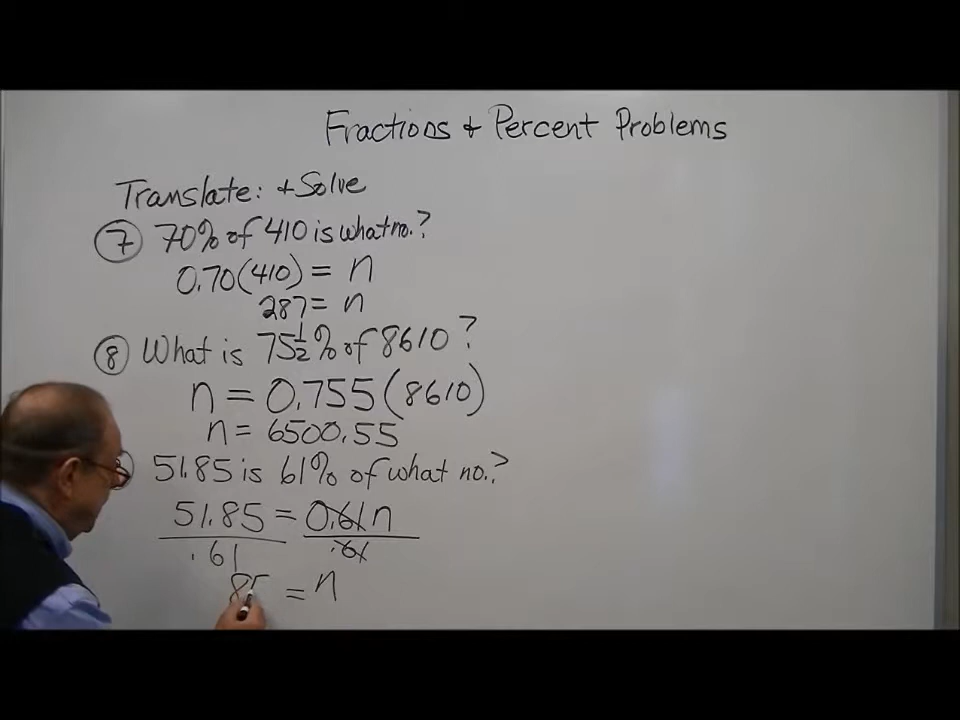 Fractions + Percent Problems
Translate: + Solve
7 70% of 410 is what no.?
0.70(410) = n
287 = n
8 What is 75 1/2 % of 8610?
n = 0.755(8610)
n = 6500.55
51.85 is 61% of what no.?
51.85 = 0.61n
.61 .61
85 = n